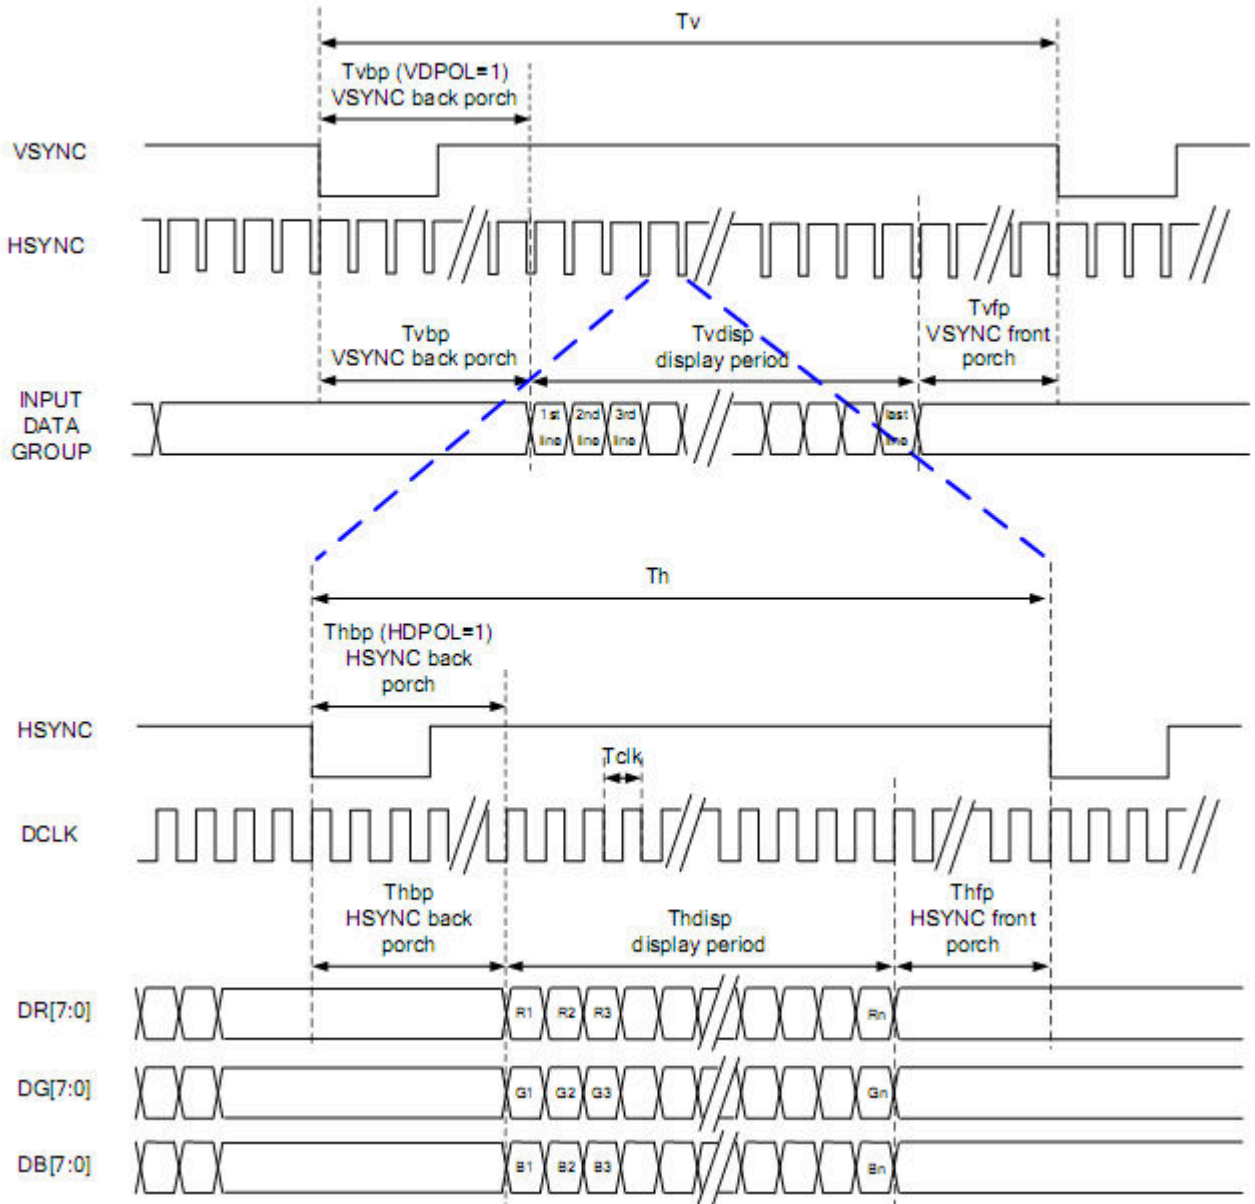 Tv
Tvbp (VDPOL=1)
VSYNC back porch
VSYNC
HSYNC
Tvbp
VSYNC back porch
Tvdisp
display period
Tvfp
VSYNC front
porch
INPUT
DATA
GROUP
1st
line
2nd
line
3rd
line
last
line
Th
Thbp (HDPOL=1)
HSYNC back
porch
HSYNC
Tclk
DCLK
Thbp
HSYNC back
porch
Thdisp
display period
Thfp
HSYNC front
porch
DR[7:0]
R1 R2 R3 Rn
DG[7:0]
G1 G2 G3 Gn
DB[7:0]
B1 B2 B3 Bn